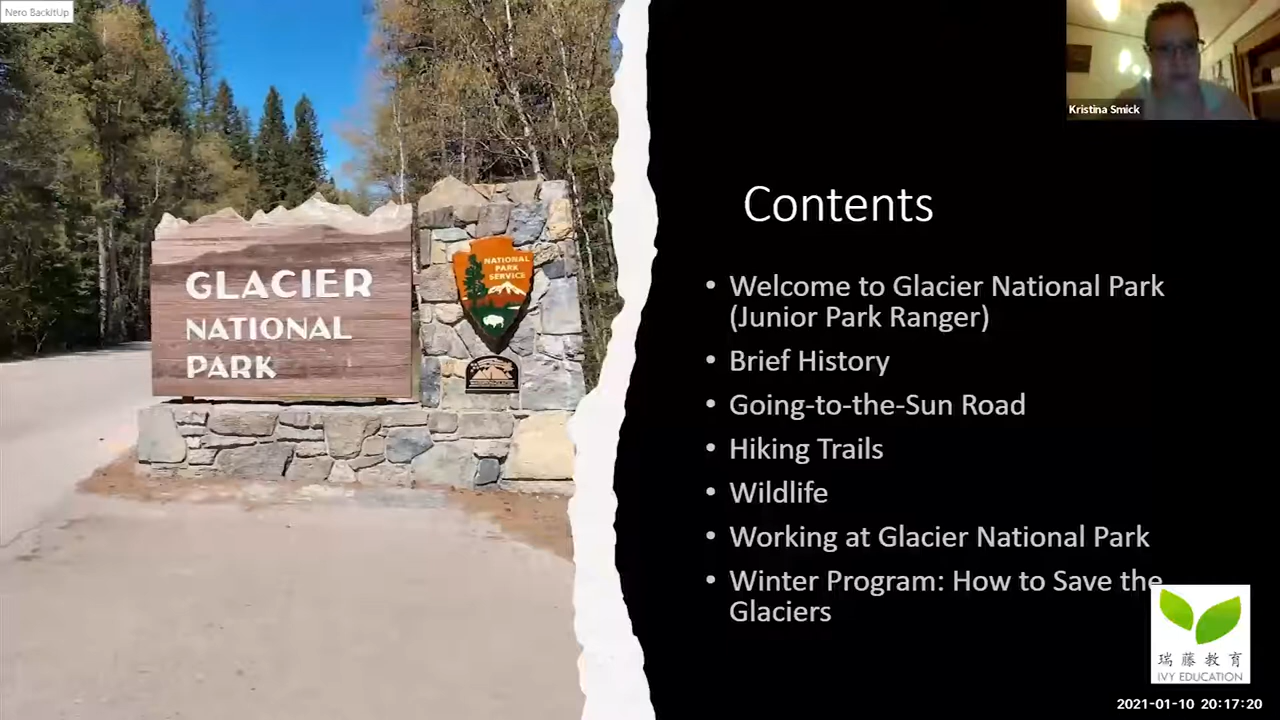 Nero BackItUp
Kristina Smick
GLACIER
NATIONAL
PARK
NATIONAL
PARK
SERVICE
Contents
• Welcome to Glacier National Park
(Junior Park Ranger)
• Brief History
• Going-to-the-Sun Road
• Hiking Trails
• Wildlife
• Working at Glacier National Park
• Winter Program: How to Save the
Glaciers
瑞藤教育
IVY EDUCATION
2021-01-10 20:17:20